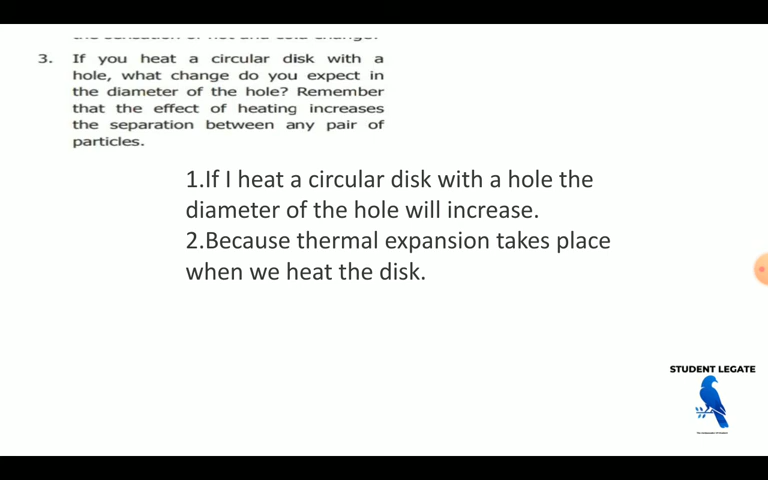 3. If you heat a circular disk with a
hole, what change do you expect in
the diameter of the hole? Remember
that the effect of heating increases
the separation between any pair of
particles.
1.If I heat a circular disk with a hole the
diameter of the hole will increase.
2.Because thermal expansion takes place
when we heat the disk.
STUDENT LEGATE